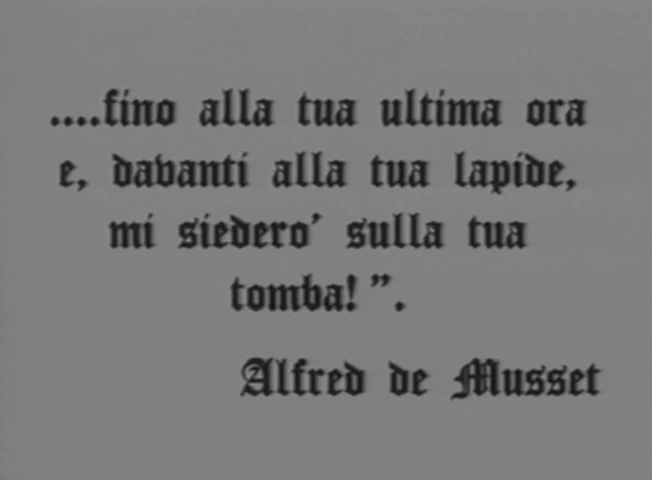 ....fino alla tua ultima ora
e, davanti alla tua lapide,
mi siedero' sulla tua
tomba! ”.
Alfred de Musset